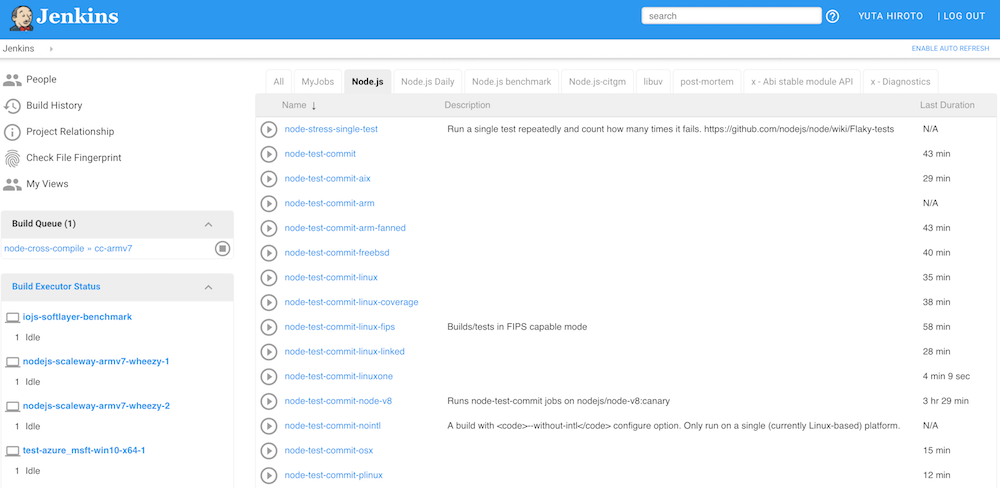 Jenkins
search
YUTA HIROTO | LOG OUT
Jenkins
ENABLE AUTO REFRESH
People
Build History
Project Relationship
Check File Fingerprint
My Views
Build Queue (1)
node-cross-compile » cc-armv7
Build Executor Status
iojs-softlayer-benchmark
1 Idle
nodejs-scaleway-armv7-wheezy-1
1 Idle
nodejs-scaleway-armv7-wheezy-2
1 Idle
test-azure_msft-win10-x64-1
1 Idle
All MyJobs Node.js Node.js Daily Node.js benchmark Node.js-citgm libuv post-mortem x - Abi stable module API x - Diagnostics
Name ↓ Description Last Duration
node-stress-single-test Run a single test repeatedly and count how many times it fails. https://github.com/nodejs/node/wiki/Flaky-tests N/A
node-test-commit 43 min
node-test-commit-aix 29 min
node-test-commit-arm N/A
node-test-commit-arm-fanned 43 min
node-test-commit-freebsd 40 min
node-test-commit-linux 35 min
node-test-commit-linux-coverage 38 min
node-test-commit-linux-fips Builds/tests in FIPS capable mode 58 min
node-test-commit-linux-linked 28 min
node-test-commit-linuxone 4 min 9 sec
node-test-commit-node-v8 Runs node-test-commit jobs on nodejs/node-v8:canary 3 hr 29 min
node-test-commit-nointl A build with <code>--without-intl</code> configure option. Only run on a single (currently Linux-based) platform. N/A
node-test-commit-osx 15 min
node-test-commit-plinux 12 min